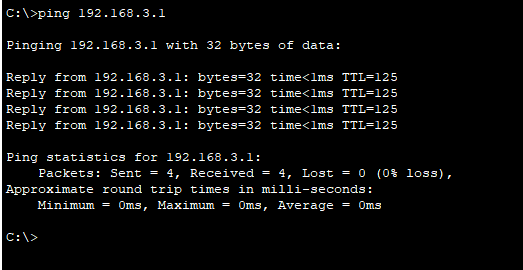 C:\>ping 192.168.3.1
Pinging 192.168.3.1 with 32 bytes of data:
Reply from 192.168.3.1: bytes=32 time<1ms TTL=125
Reply from 192.168.3.1: bytes=32 time<1ms TTL=125
Reply from 192.168.3.1: bytes=32 time<1ms TTL=125
Reply from 192.168.3.1: bytes=32 time<1ms TTL=125
Ping statistics for 192.168.3.1:
    Packets: Sent = 4, Received = 4, Lost = 0 (0% loss),
Approximate round trip times in milli-seconds:
    Minimum = 0ms, Maximum = 0ms, Average = 0ms
C:\>